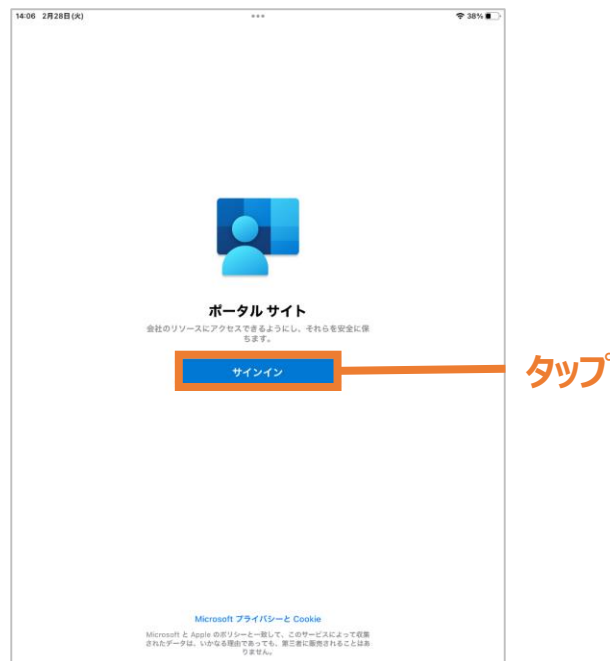 14:06 2月28日(火)
38%
ポータル サイト
会社のリソースにアクセスできるようにし、それらを安全に保
ちます。
サインイン
タップ
Microsoft プライバシーと Cookie
Microsoft と Apple のポリシーと一致して、このサービスによって収集
されたデータは、いかなる理由であっても、第三者に販売されることはあ
りません。